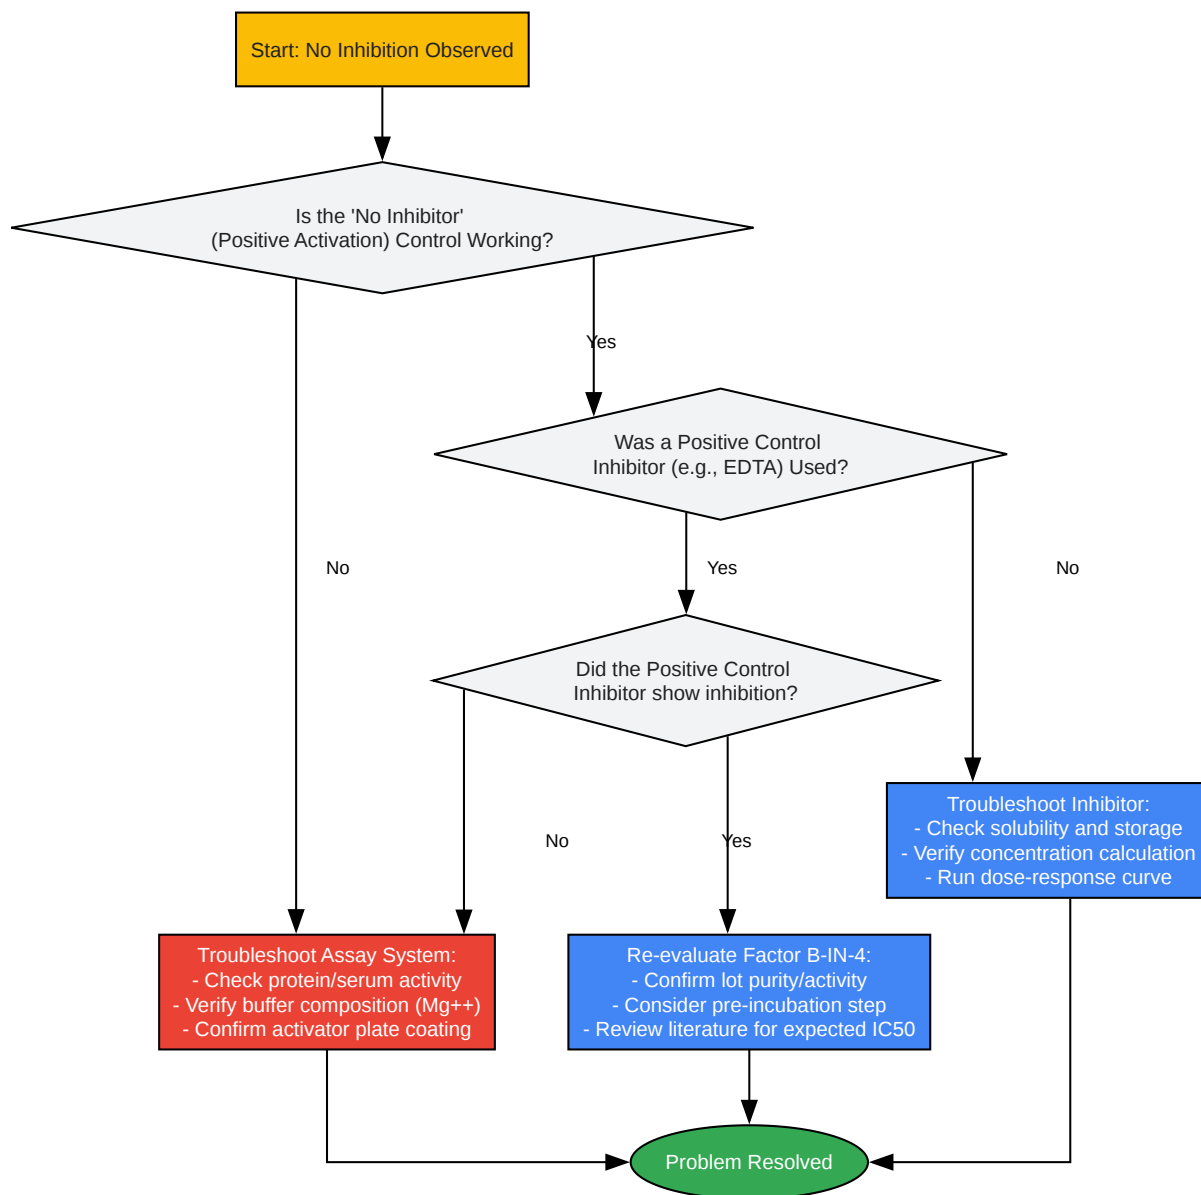 Start: No Inhibition Observed
Is the 'No Inhibitor'
(Positive Activation) Control Working?
Yes
Was a Positive Control
Inhibitor (e.g., EDTA) Used?
No
Yes
No
Did the Positive Control
Inhibitor show inhibition?
Troubleshoot Inhibitor:
- Check solubility and storage
- Verify concentration calculation
- Run dose-response curve
No
Yes
Troubleshoot Assay System:
- Check protein/serum activity
- Verify buffer composition (Mg++)
- Confirm activator plate coating
Re-evaluate Factor B-IN-4:
- Confirm lot purity/activity
- Consider pre-incubation step
- Review literature for expected IC50
Problem Resolved